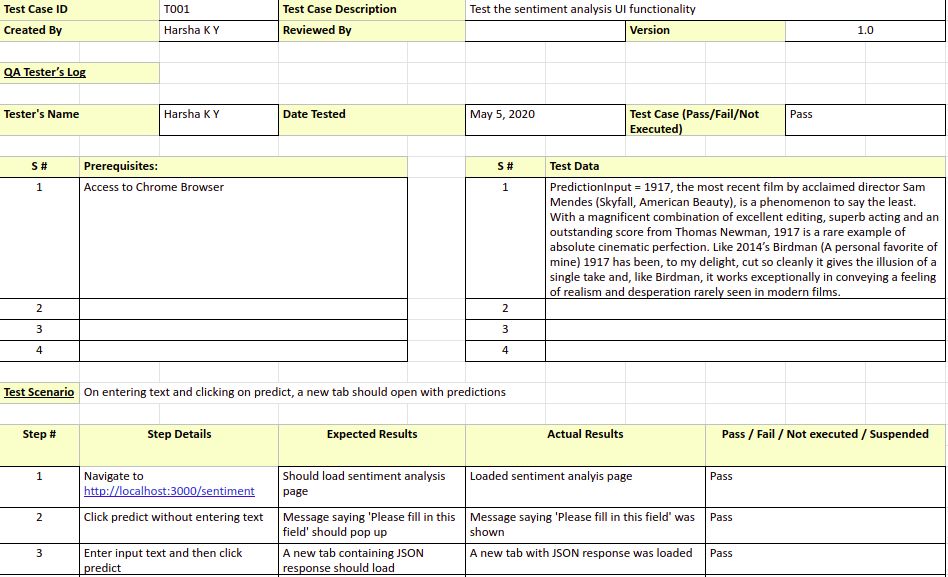 Test Case ID T001 Test Case Description Test the sentiment analysis UI functionality
Created By Harsha K Y Reviewed By Version 1.0
QA Tester's Log
Tester's Name Harsha K Y Date Tested May 5, 2020 Test Case (Pass/Fail/Not Pass
Executed)
S # Prerequisites: S # Test Data
1 Access to Chrome Browser 1 PredictionInput = 1917, the most recent film by acclaimed director Sam
Mendes (Skyfall, American Beauty), is a phenomenon to say the least.
With a magnificent combination of excellent editing, superb acting and an
outstanding score from Thomas Newman, 1917 is a rare example of
absolute cinematic perfection. Like 2014's Birdman (A personal favorite of
mine) 1917 has been, to my delight, cut so cleanly it gives the illusion of a
single take and, like Birdman, it works exceptionally in conveying a feeling
of realism and desperation rarely seen in modern films.
2 2
3 3
4 4
Test Scenario On entering text and clicking on predict, a new tab should open with predictions
Step # Step Details Expected Results Actual Results Pass / Fail / Not executed / Suspended
1 Navigate to Should load sentiment analysis Loaded sentiment analyis page Pass
http://localhost:3000/sentiment page
2 Click predict without entering text Message saying 'Please fill in this Message saying 'Please fill in this field' was Pass
field' should pop up shown
3 Enter input text and then click A new tab containing JSON A new tab with JSON response was loaded Pass
predict response should load